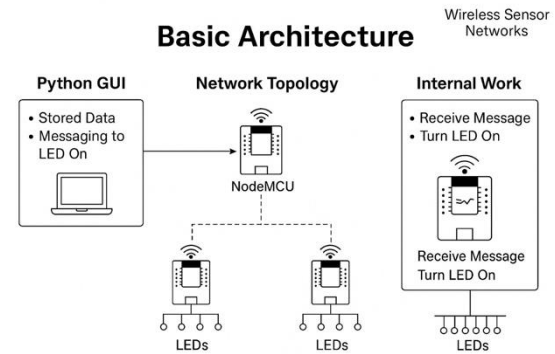 Wireless Sensor
Networks
Basic Architecture
Python GUI
• Stored Data
• Messaging to
LED On
Network Topology
NodeMCU
LEDs
LEDs
Internal Work
• Receive Message
• Turn LED On
Receive Message
Turn LED On
LEDs